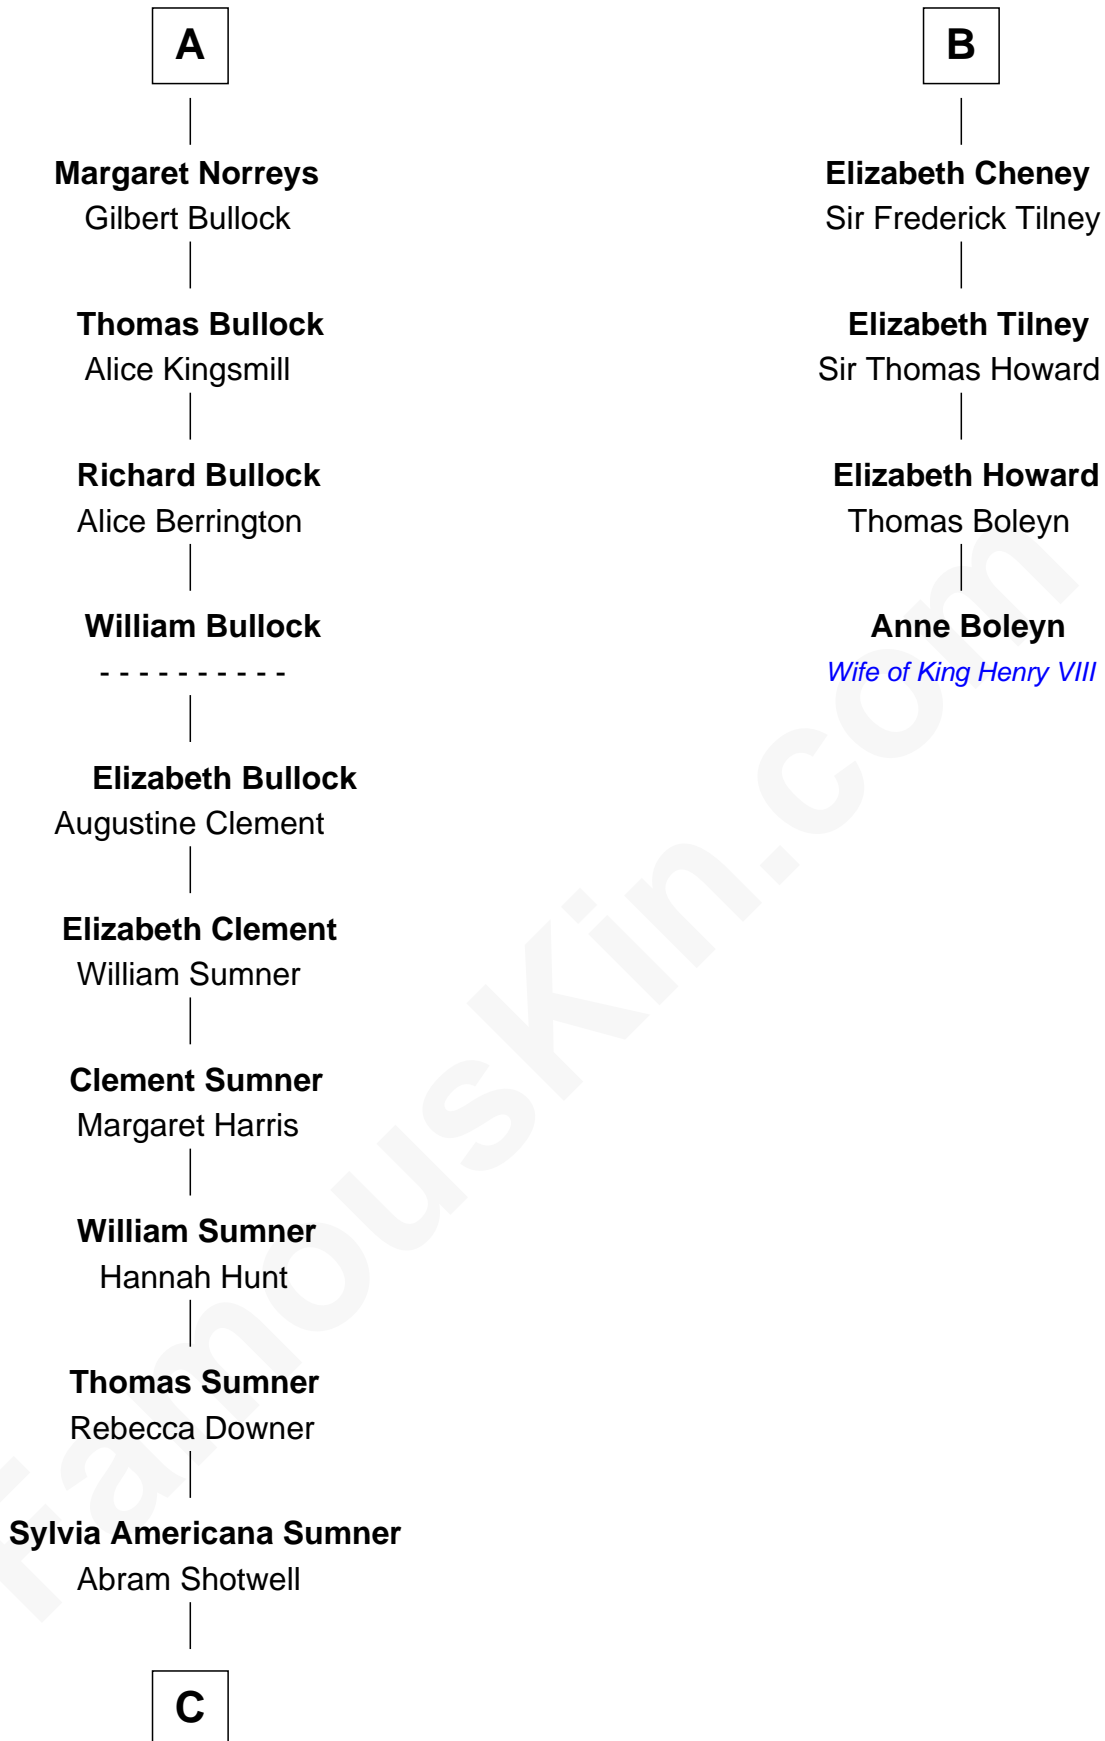 A
Margaret Norreys
Gilbert Bullock
Thomas Bullock
Alice Kingsmill
Richard Bullock
Alice Berrington
William Bullock
- - - - - - - - - -
Elizabeth Bullock
Augustine Clement
Elizabeth Clement
William Sumner
Clement Sumner
Margaret Harris
William Sumner
Hannah Hunt
Thomas Sumner
Rebecca Downer
Sylvia Americana Sumner
Abram Shotwell
C
B
Elizabeth Cheney
Sir Frederick Tilney
Elizabeth Tilney
Sir Thomas Howard
Elizabeth Howard
Thomas Boleyn
Anne Boleyn
Wife of King Henry VIII
FamousKin.com